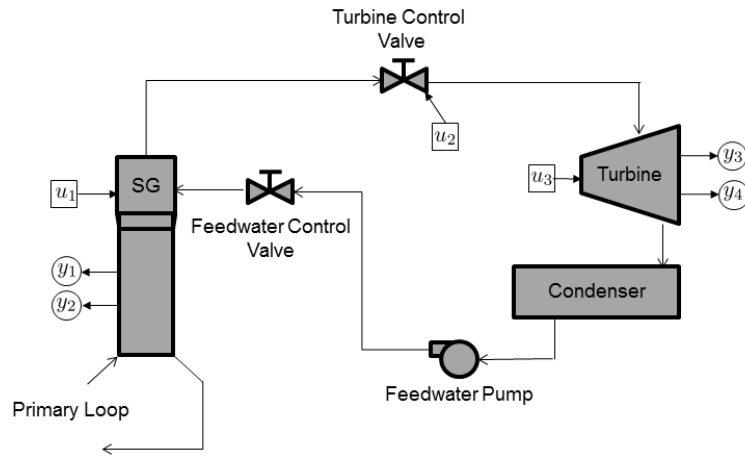 Turbine Control
Valve
u₂
SG
u₁
u₃
Turbine
y₃
y₄
Feedwater Control
Valve
y₁
y₂
Condenser
Feedwater Pump
Primary Loop